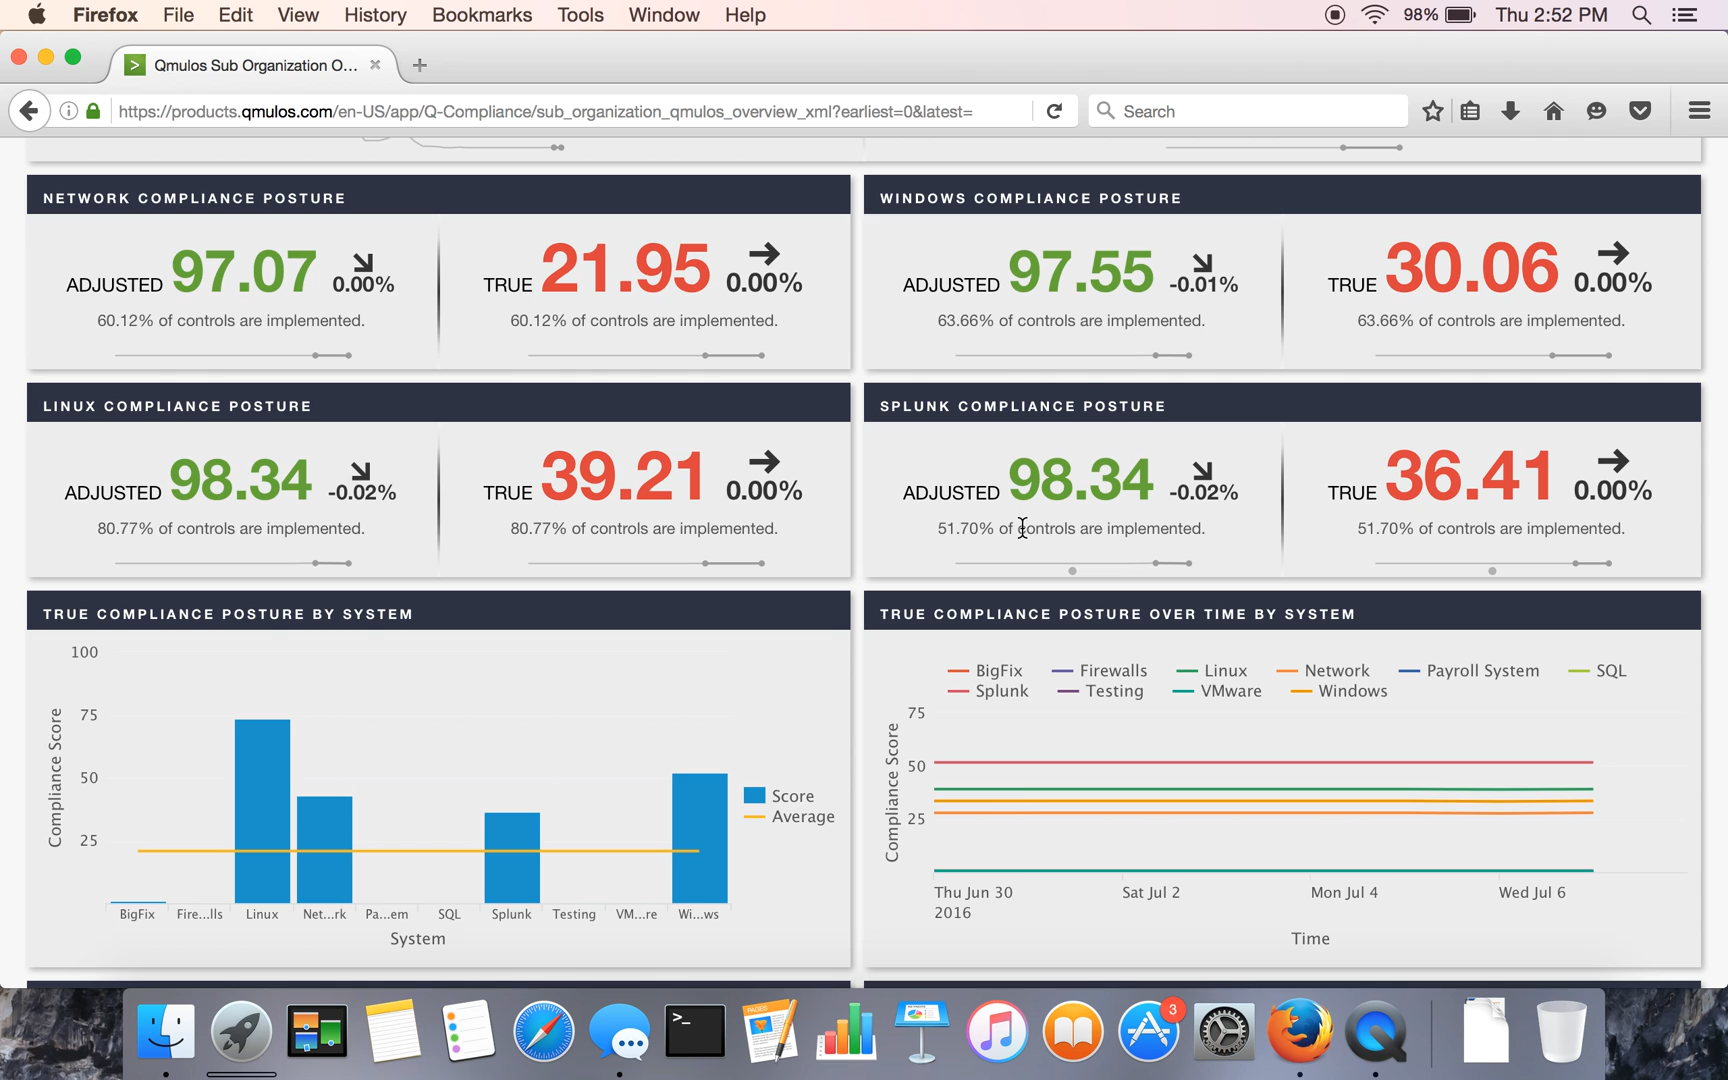 Firefox File Edit View History Bookmarks Tools Window Help 98% Thu 2:52 PM
Qmulos Sub Organization O...
https://products.qmulos.com/en-US/app/Q-Compliance/sub_organization_qmulos_overview_xml?earliest=0&latest= Search
NETWORK COMPLIANCE POSTURE
ADJUSTED 97.07 0.00%
60.12% of controls are implemented.
TRUE 21.95 0.00%
60.12% of controls are implemented.
WINDOWS COMPLIANCE POSTURE
ADJUSTED 97.55 -0.01%
63.66% of controls are implemented.
TRUE 30.06 0.00%
63.66% of controls are implemented.
LINUX COMPLIANCE POSTURE
ADJUSTED 98.34 -0.02%
80.77% of controls are implemented.
TRUE 39.21 0.00%
80.77% of controls are implemented.
SPLUNK COMPLIANCE POSTURE
ADJUSTED 98.34 -0.02%
51.70% of controls are implemented.
TRUE 36.41 0.00%
51.70% of controls are implemented.
TRUE COMPLIANCE POSTURE BY SYSTEM
Compliance Score
100
75
50
25
BigFix Fire...lls Linux Net...rk Pa...em SQL Splunk Testing VM...re Wi...ws
System
Score
Average
TRUE COMPLIANCE POSTURE OVER TIME BY SYSTEM
BigFix Firewalls Linux Network Payroll System SQL
Splunk Testing VMware Windows
Compliance Score
75
50
25
Thu Jun 30 Sat Jul 2 Mon Jul 4 Wed Jul 6
2016
Time
>_
PAGES
3